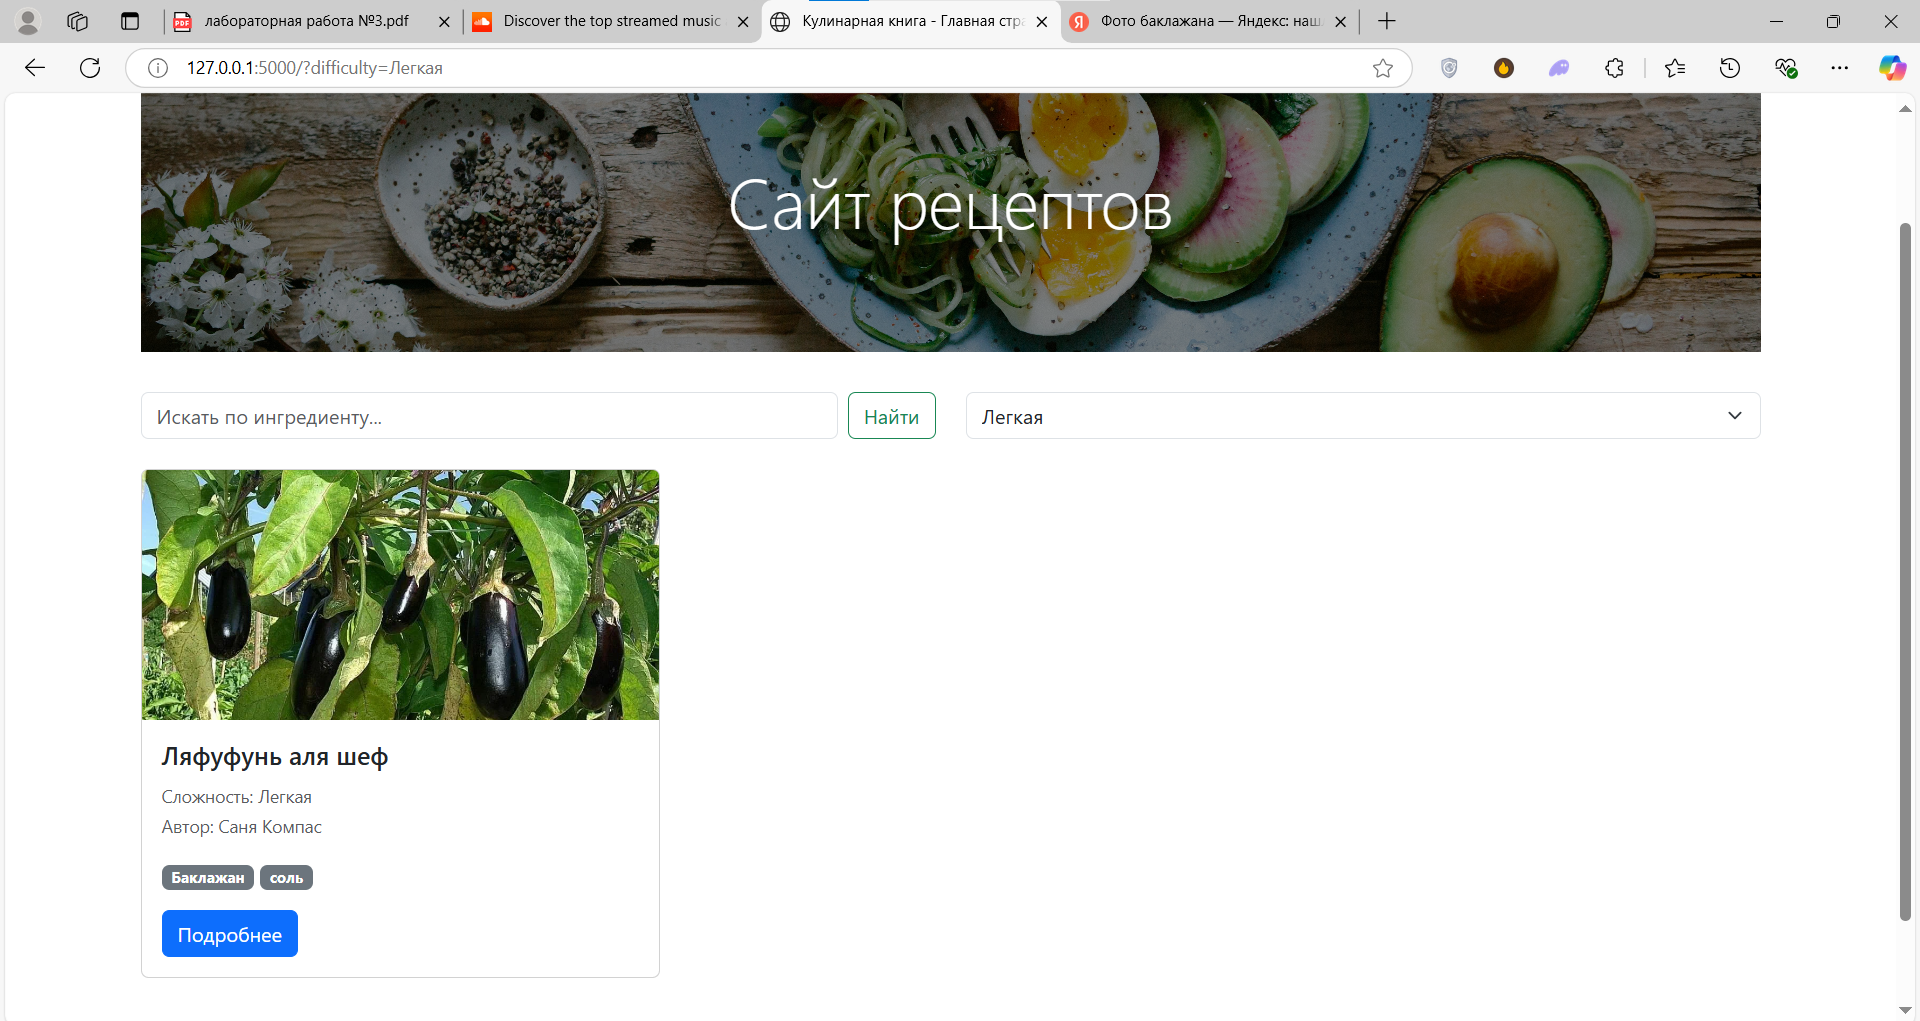 лабораторная работа №3.pdf
Discover the top streamed music
Кулинарная книга - Главная стра
Фото баклажана — Яндекс: наш
127.0.0.1:5000/?difficulty=Легкая
Сайт рецептов
Искать по ингредиенту...
Найти
Легкая
Ляфуфунь аля шеф
Сложность: Легкая
Автор: Саня Компас
Баклажан соль
Подробнее